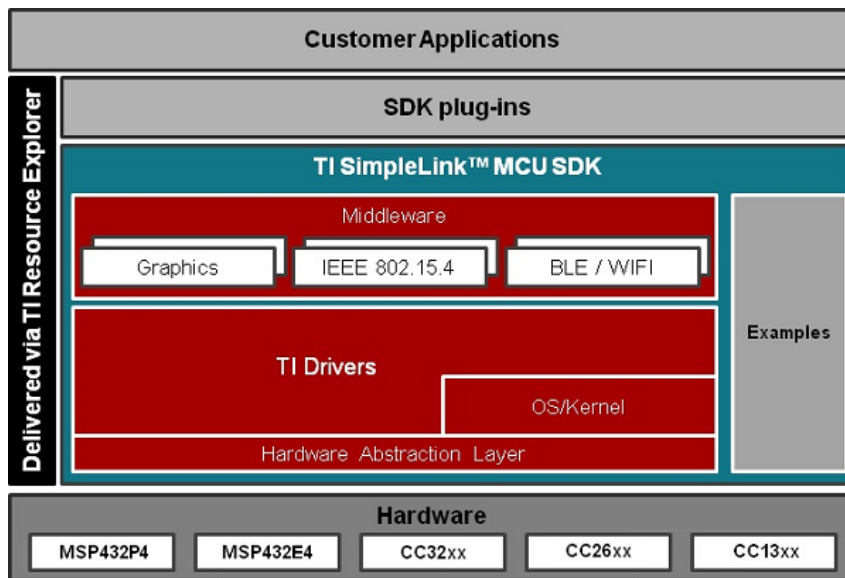 Customer Applications
Delivered via TI Resource Explorer
SDK plug-ins
TI SimpleLink™ MCU SDK
Middleware
Graphics
IEEE 802.15.4
BLE / WIFI
Examples
TI Drivers
OS/Kernel
Hardware Abstraction Layer
Hardware
MSP432P4
MSP432E4
CC32xx
CC26xx
CC13xx